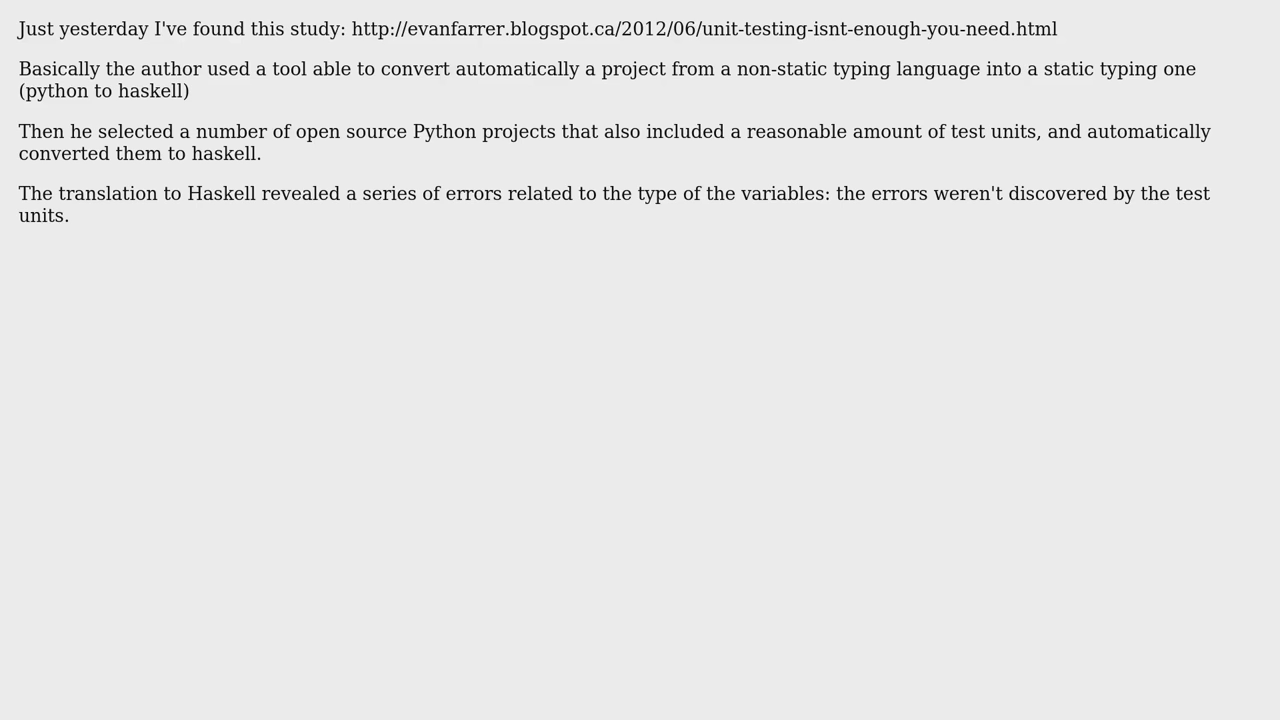 Just yesterday I've found this study: http://evanfarrer.blogspot.ca/2012/06/unit-testing-isnt-enough-you-need.html
Basically the author used a tool able to convert automatically a project from a non-static typing language into a static typing one
(python to haskell)
Then he selected a number of open source Python projects that also included a reasonable amount of test units, and automatically
converted them to haskell.
The translation to Haskell revealed a series of errors related to the type of the variables: the errors weren't discovered by the test
units.